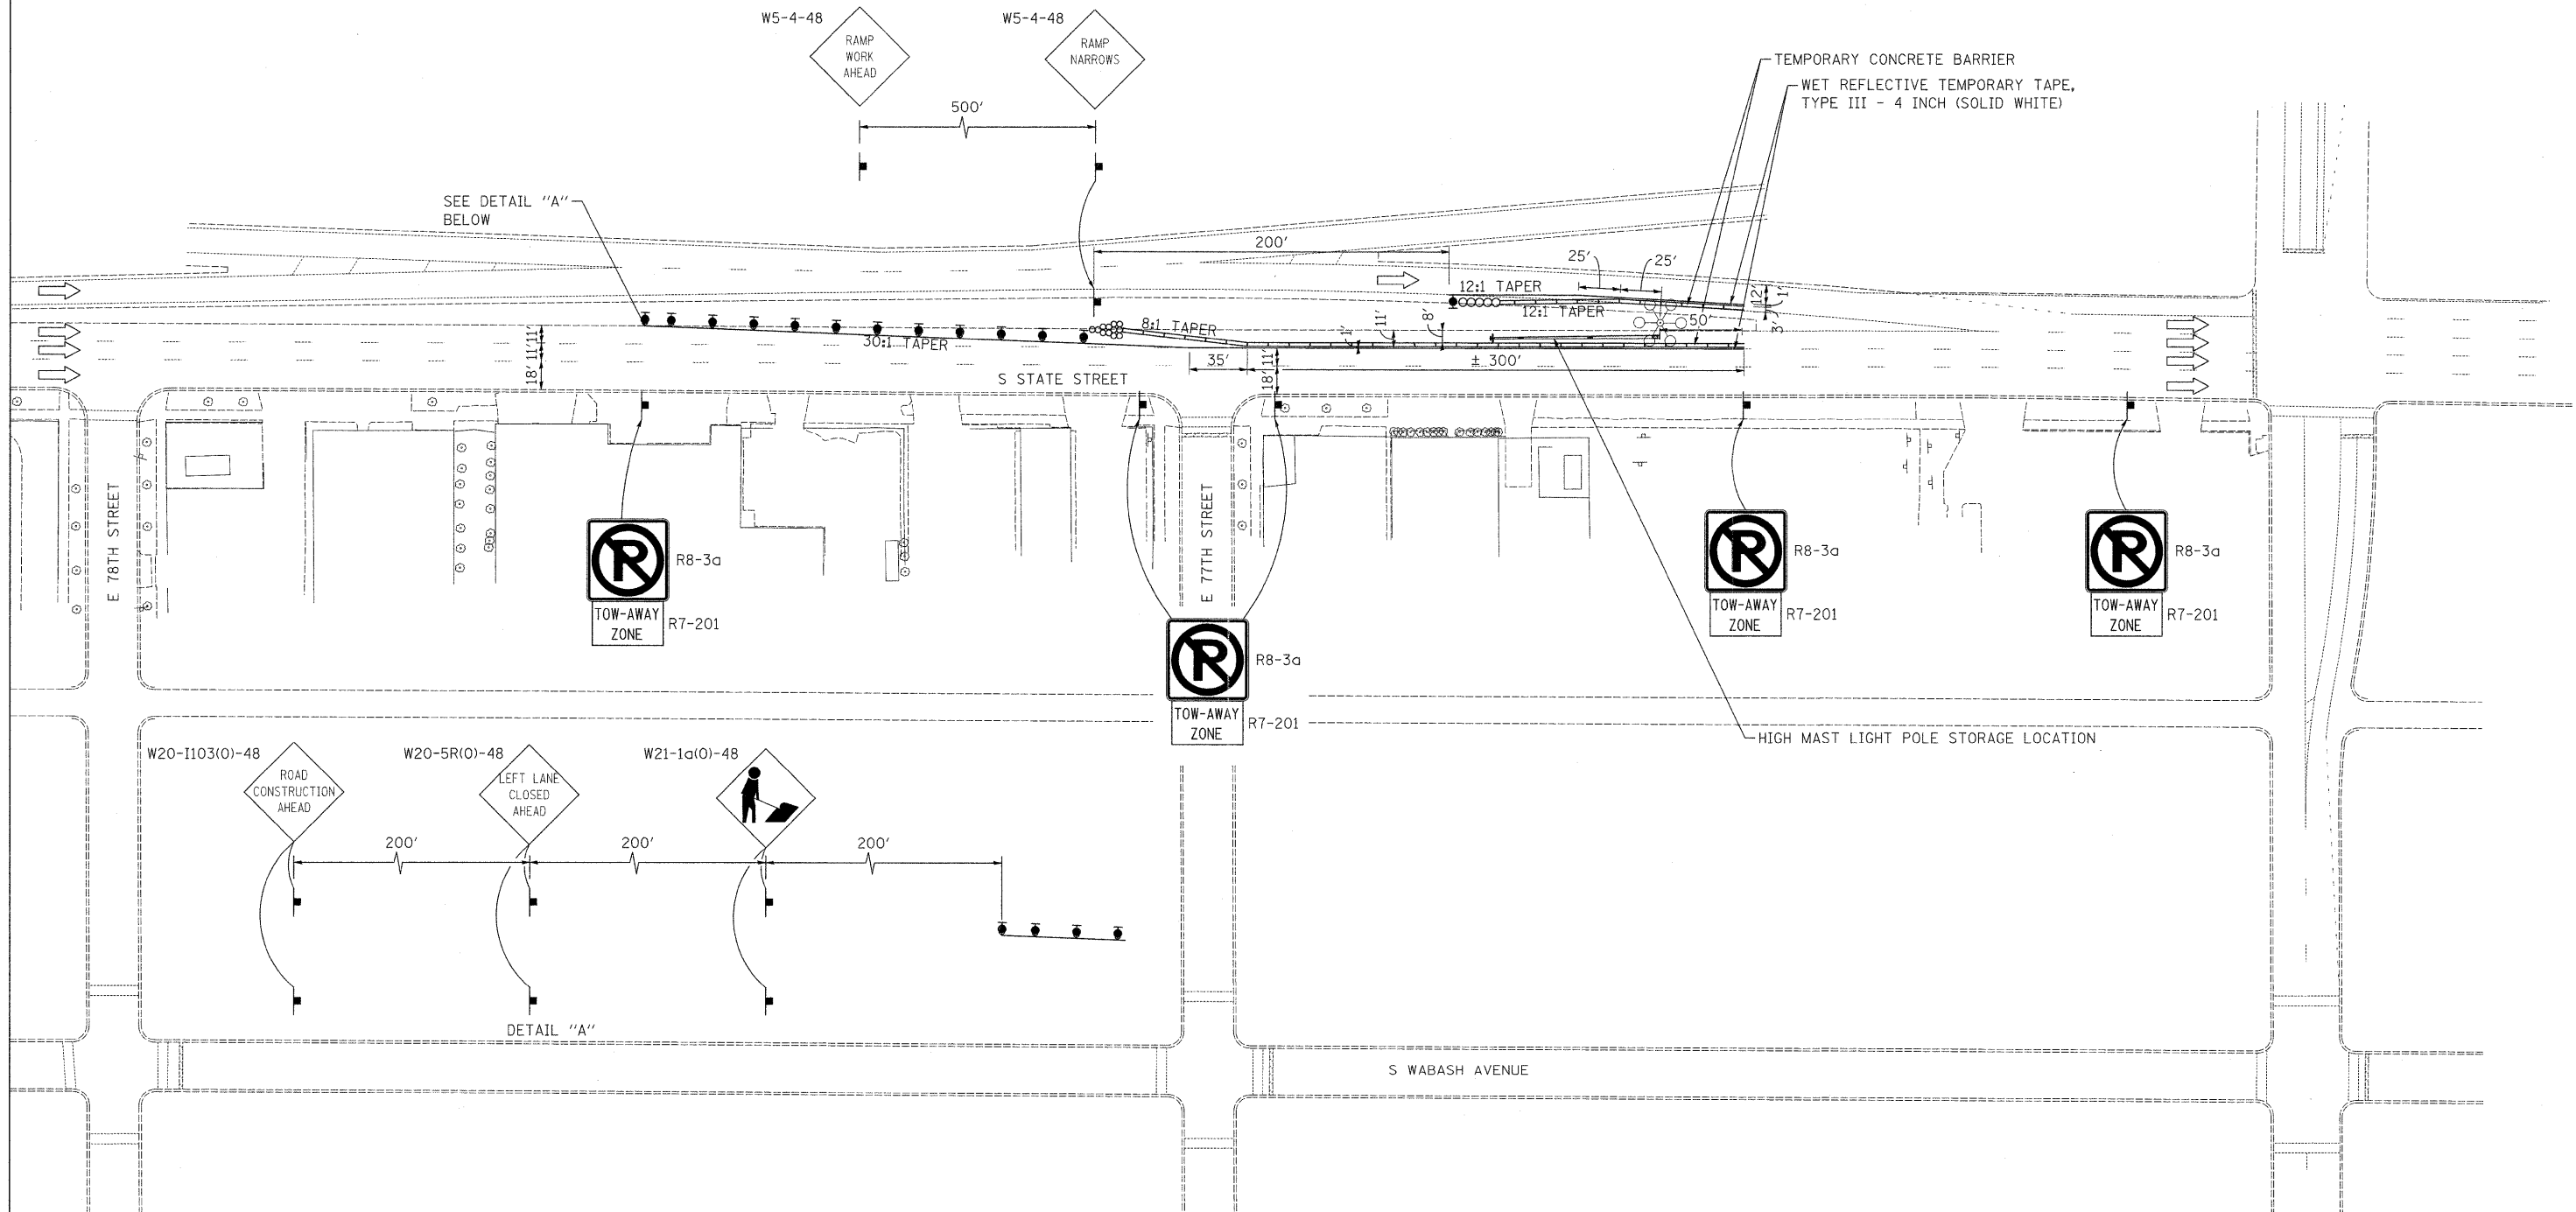 W5-4-48
RAMP
WORK
AHEAD
W5-4-48
RAMP
NARROWS
500'
TEMPORARY CONCRETE BARRIER
WET REFLECTIVE TEMPORARY TAPE,
TYPE III - 4 INCH (SOLID WHITE)
SEE DETAIL "A"
BELOW
200'
25'
25'
12:1 TAPER
12:1 TAPER
12'
1'
3'
50'
8:1 TAPER
30:1 TAPER
11'
11'
18'
1'
11'
8'
35'
± 300'
11'
18'
S STATE STREET
E 78TH STREET
E 77TH STREET
P
R8-3a
TOW-AWAY
ZONE
R7-201
P
R8-3a
TOW-AWAY
ZONE
R7-201
P
R8-3a
TOW-AWAY
ZONE
R7-201
P
R8-3a
TOW-AWAY
ZONE
R7-201
HIGH MAST LIGHT POLE STORAGE LOCATION
W20-I103(O)-48
ROAD
CONSTRUCTION
AHEAD
W20-5R(O)-48
LEFT LANE
CLOSED
AHEAD
W21-1a(O)-48
200'
200'
200'
DETAIL "A"
S WABASH AVENUE